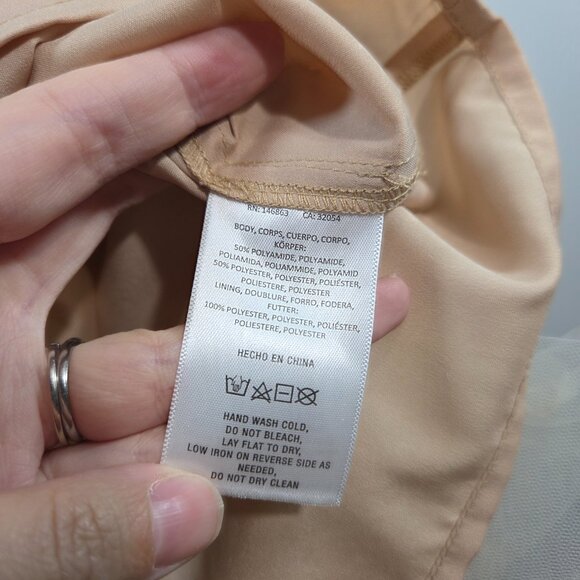 RN: 146863 CA: 32054
BODY, CORPS, CUERPO, CORPO,
KÖRPER:
50% POLYAMIDE, POLYAMIDE,
POLIAMIDA, POLIAMMIDE, POLYAMID
50% POLYESTER, POLYESTER, POLIÉSTER,
POLIESTERE, POLYESTER
LINING, DOUBLURE, FORRO, FODERA,
FUTTER:
100% POLYESTER, POLYESTER, POLIÉSTER,
POLIESTERE, POLYESTER
HECHO EN CHINA
HAND WASH COLD,
DO NOT BLEACH,
LAY FLAT TO DRY,
LOW IRON ON REVERSE SIDE AS
NEEDED,
DO NOT DRY CLEAN